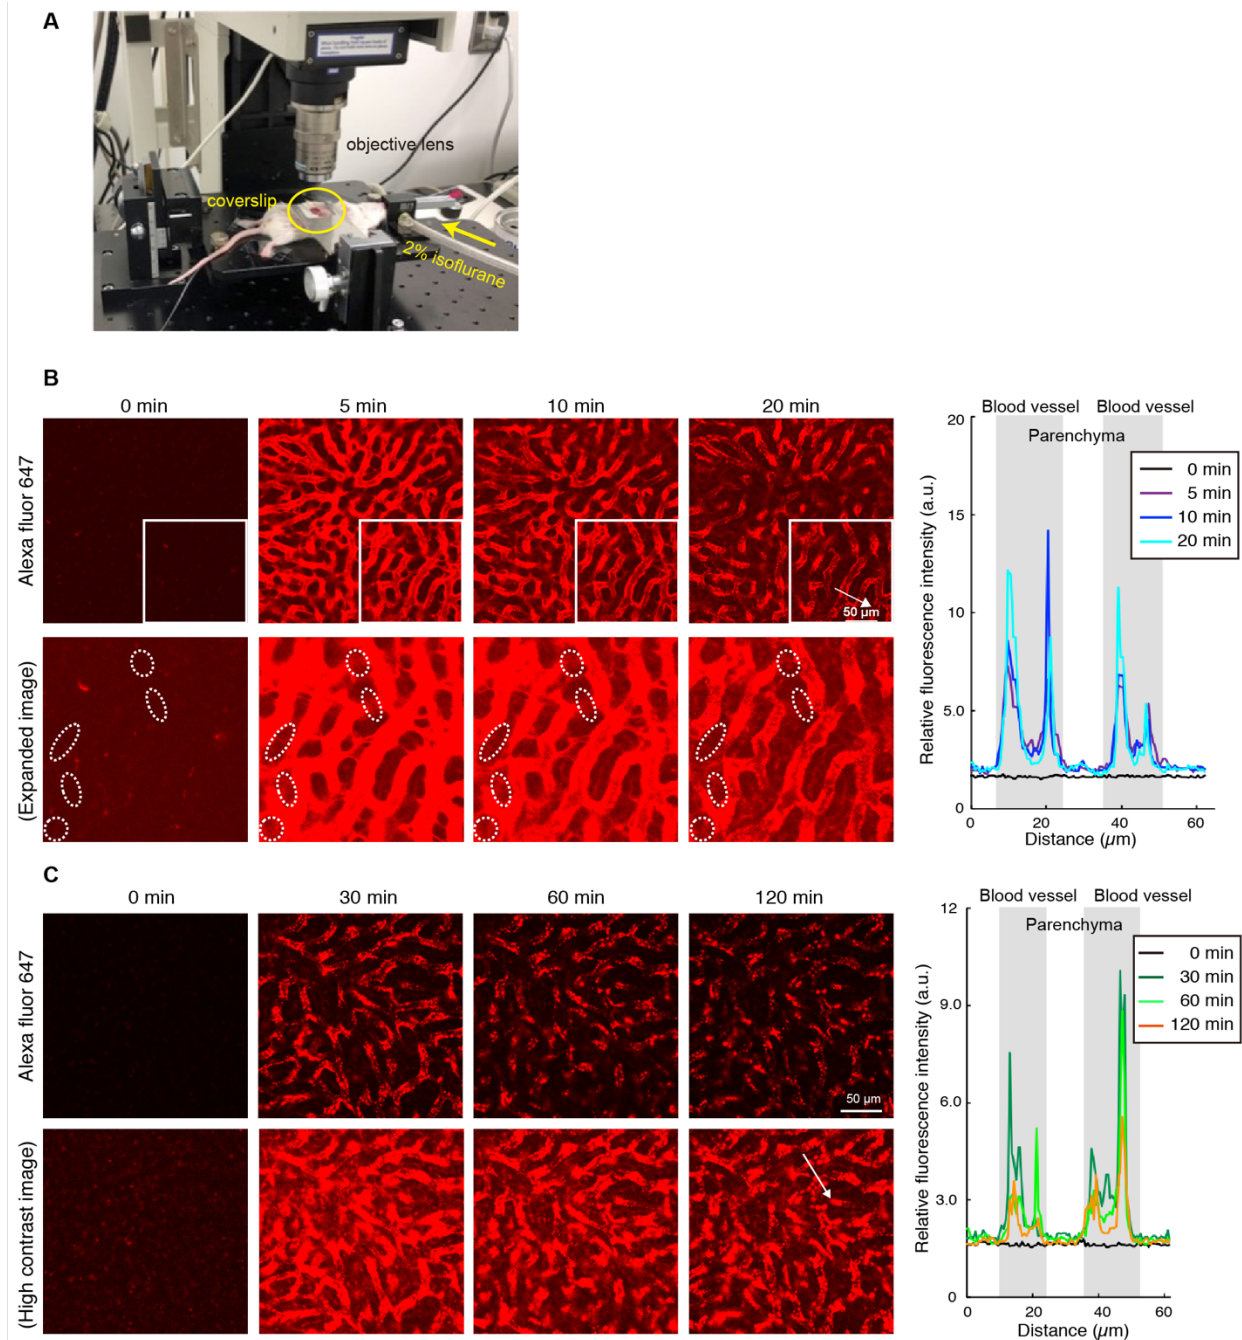 A
objective lens
coverslip
2% isoflurane
B
0 min
5 min
10 min
20 min
Alexa fluor 647
50 µm
(Expanded image)
Blood vessel
Blood vessel
Parenchyma
20
15
10
5.0
0
0 min
5 min
10 min
20 min
Relative fluorescence intensity (a.u.)
0
20
40
60
Distance (µm)
C
0 min
30 min
60 min
120 min
Alexa fluor 647
50 µm
(High contrast image)
Blood vessel
Blood vessel
Parenchyma
12
9.0
6.0
3.0
0
0 min
30 min
60 min
120 min
Relative fluorescence intensity (a.u.)
0
20
40
60
Distance (µm)